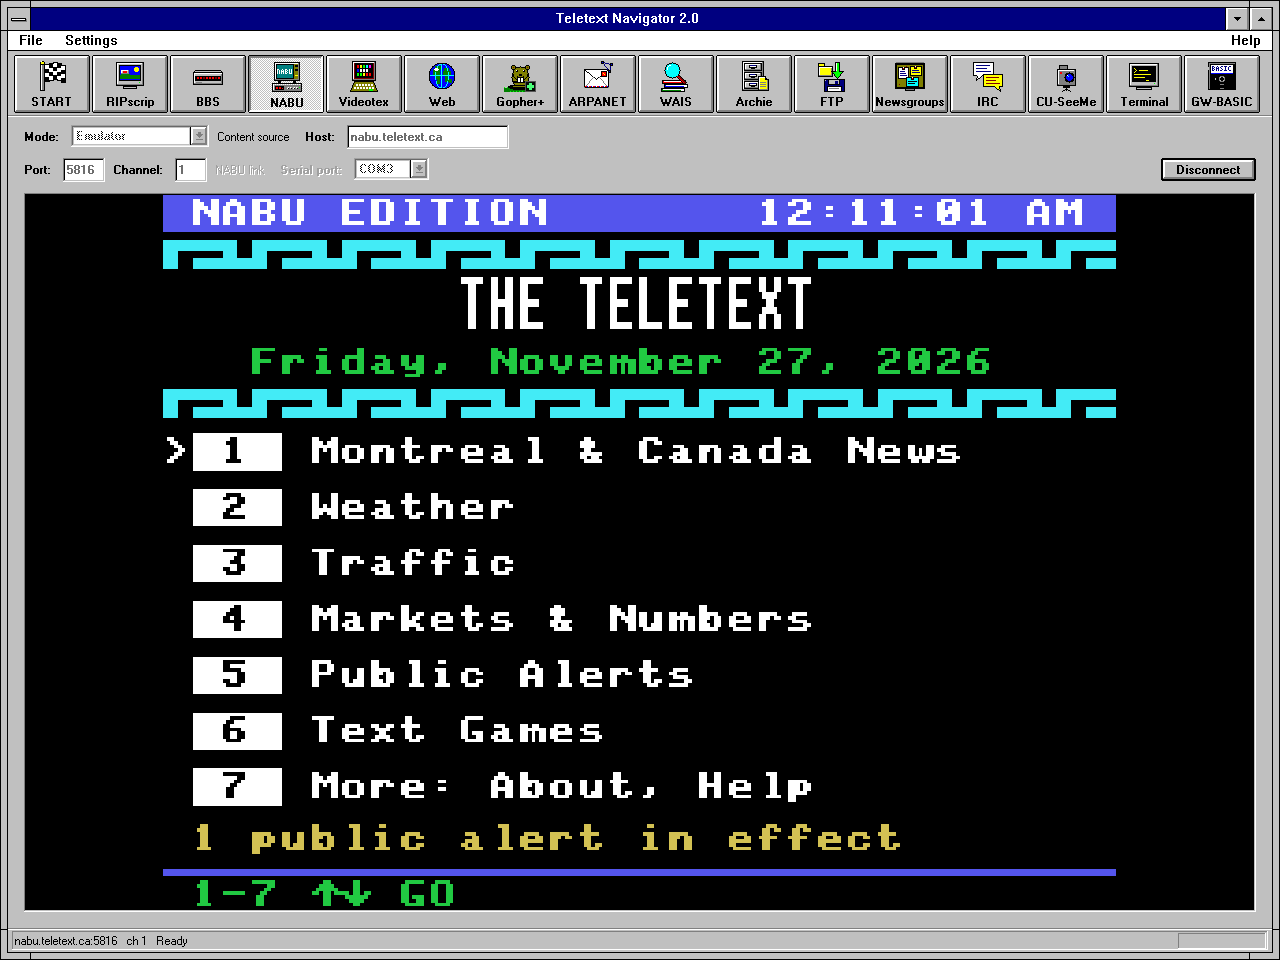 Teletext Navigator 2.0
File Settings Help
START RIPscrip BBS NABU Videotex Web Gopher+ ARPANET WAIS Archie FTP Newsgroups IRC CU-SeeMe Terminal GW-BASIC
NABU
BASIC
Mode: Emulator Content source Host: nabu.teletext.ca
Port: 5816 Channel: 1 NABU link Serial port: COM3 Disconnect
NABU EDITION 12:11:01 AM
THE TELETEXT
Friday, November 27, 2026
> 1 Montreal & Canada News
2 Weather
3 Traffic
4 Markets & Numbers
5 Public Alerts
6 Text Games
7 More: About, Help
1 public alert in effect
1-7 ↑↓ GO
nabu.teletext.ca:5816 ch 1 Ready